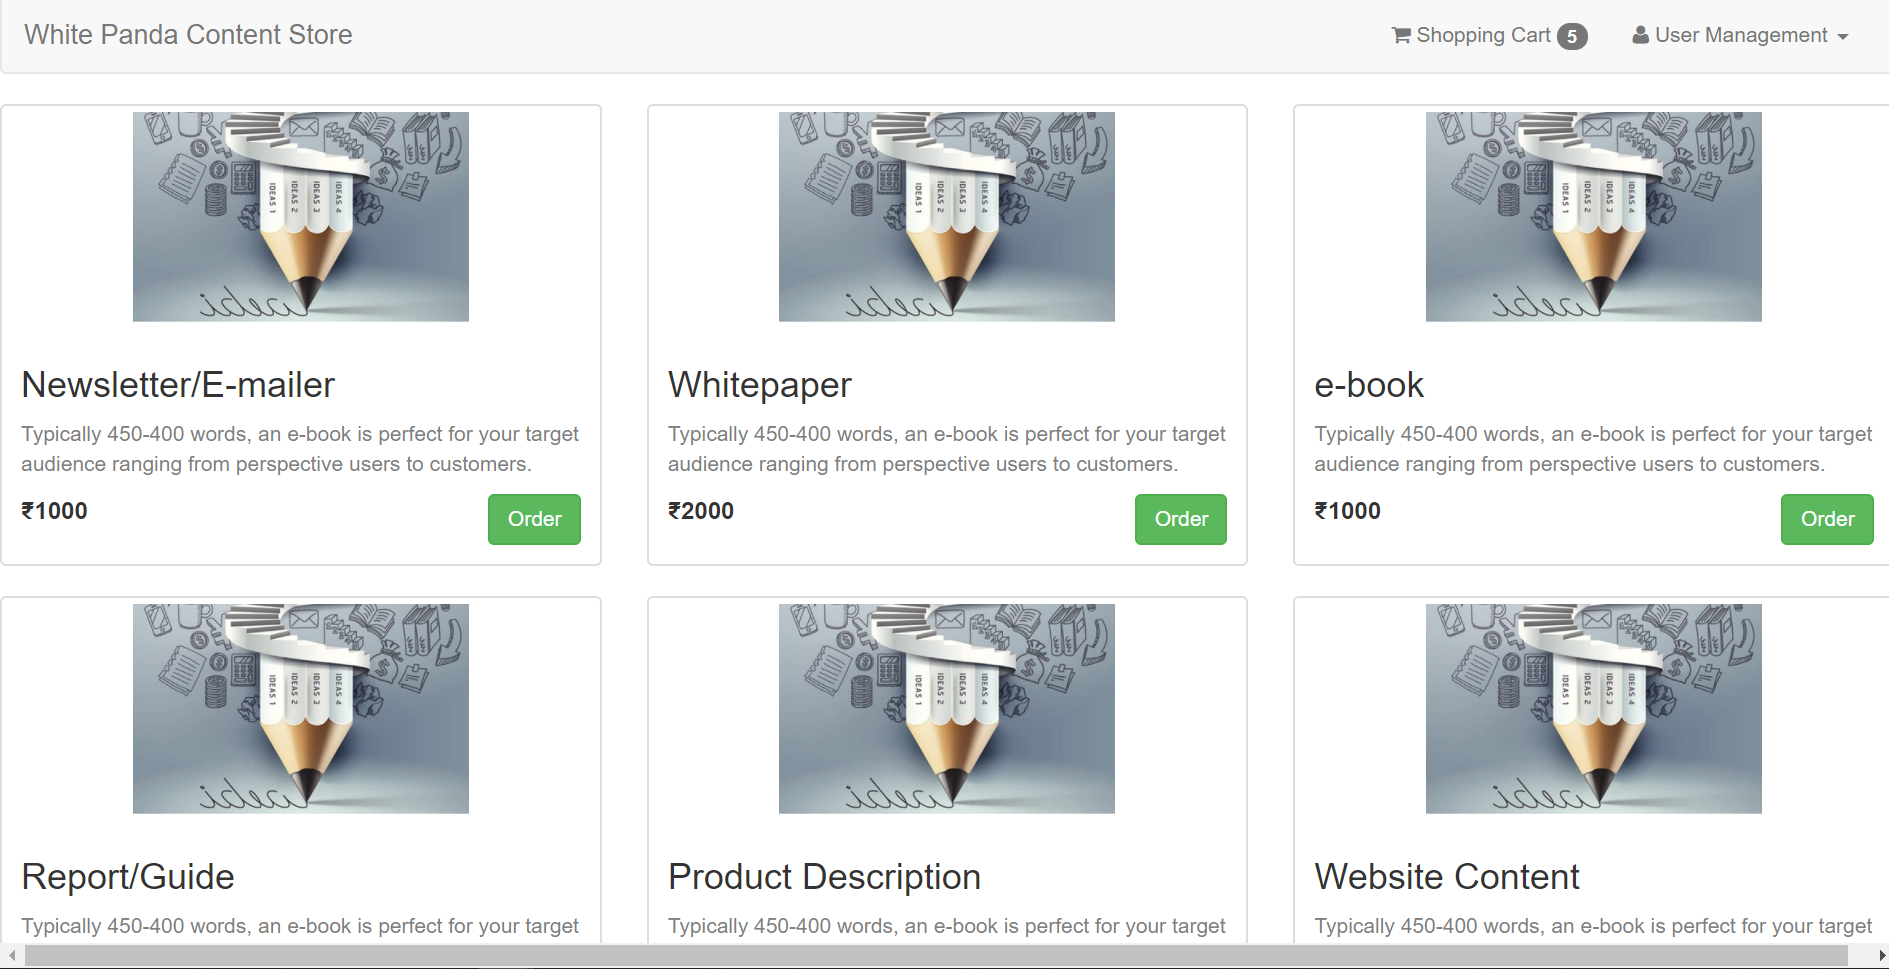 White Panda Content Store
Shopping Cart 5
User Management
IDEAS 1 IDEAS 2 IDEAS 3 IDEAS 4
idea
IDEAS 1 IDEAS 2 IDEAS 3 IDEAS 4
idea
IDEAS 1 IDEAS 2 IDEAS 3 IDEAS 4
idea
Newsletter/E-mailer
Typically 450-400 words, an e-book is perfect for your target
audience ranging from perspective users to customers.
₹1000
Order
Whitepaper
Typically 450-400 words, an e-book is perfect for your target
audience ranging from perspective users to customers.
₹2000
Order
e-book
Typically 450-400 words, an e-book is perfect for your target
audience ranging from perspective users to customers.
₹1000
Order
IDEAS 1 IDEAS 2 IDEAS 3 IDEAS 4
idea
IDEAS 1 IDEAS 2 IDEAS 3 IDEAS 4
idea
IDEAS 1 IDEAS 2 IDEAS 3 IDEAS 4
idea
Report/Guide
Typically 450-400 words, an e-book is perfect for your target
Product Description
Typically 450-400 words, an e-book is perfect for your target
Website Content
Typically 450-400 words, an e-book is perfect for your target